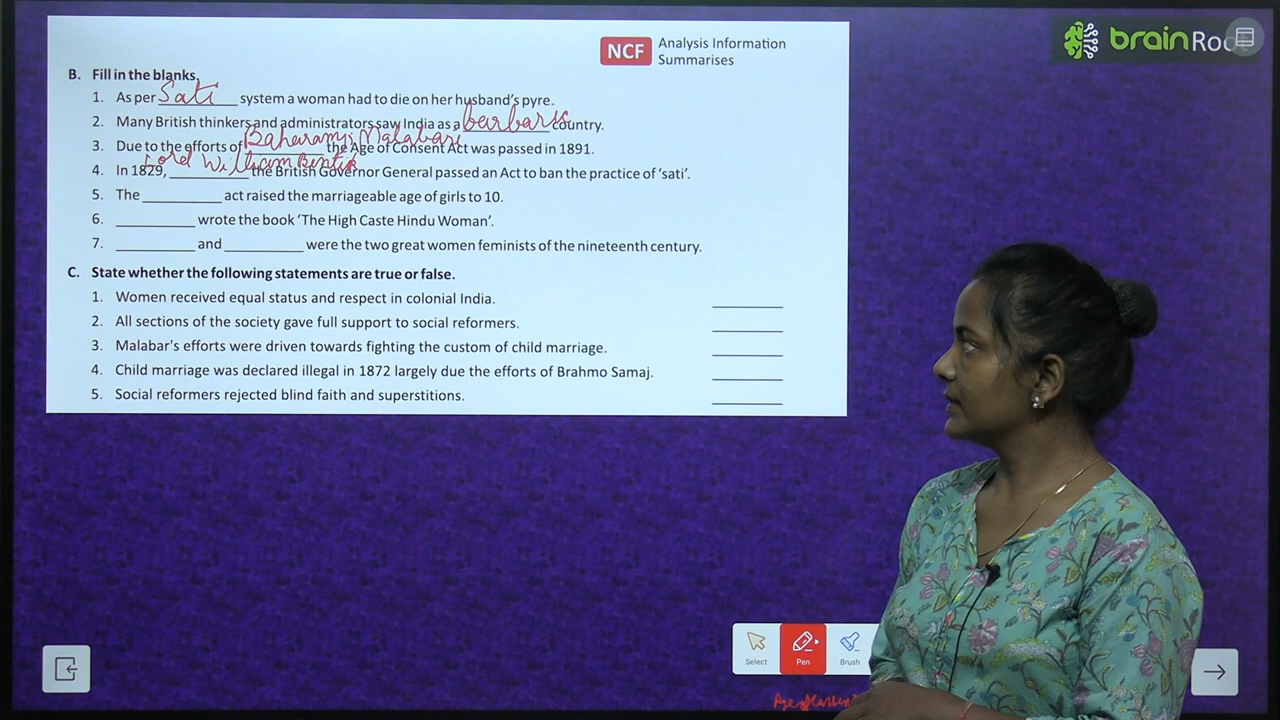 brainRoo
NCF Analysis Information
Summarises
B. Fill in the blanks.
1. As per Sati system a woman had to die on her husband's pyre.
2. Many British thinkers and administrators saw India as a barbaric country.
3. Due to the efforts of Baharamji Malabari the Age of Consent Act was passed in 1891.
4. In 1829, Lord William Bentik the British Governor General passed an Act to ban the practice of 'sati'.
5. The __________ act raised the marriageable age of girls to 10.
6. __________ wrote the book 'The High Caste Hindu Woman'.
7. __________ and __________ were the two great women feminists of the nineteenth century.
C. State whether the following statements are true or false.
1. Women received equal status and respect in colonial India. _________
2. All sections of the society gave full support to social reformers. _________
3. Malabar's efforts were driven towards fighting the custom of child marriage. _________
4. Child marriage was declared illegal in 1872 largely due the efforts of Brahmo Samaj. _________
5. Social reformers rejected blind faith and superstitions. _________
Select Pen Brush
Age of